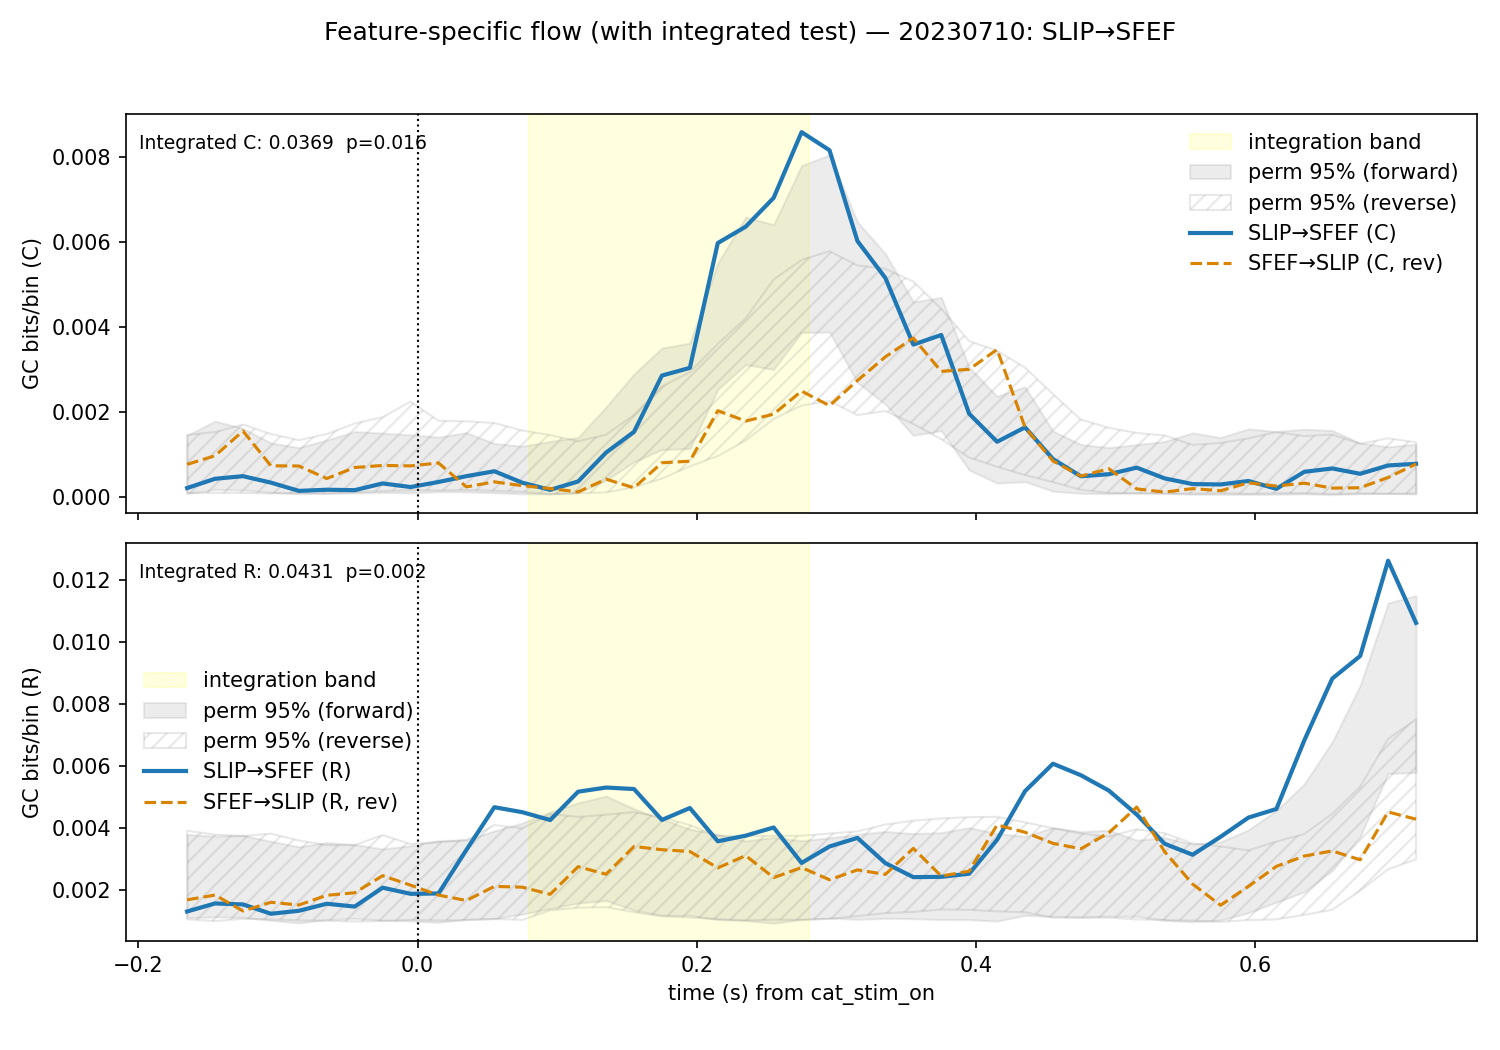 Feature-specific flow (with integrated test) — 20230710: SLIP→SFEF
Integrated C: 0.0369  p=0.016
integration band
perm 95% (forward)
perm 95% (reverse)
SLIP→SFEF (C)
SFEF→SLIP (C, rev)
GC bits/bin (C)
0.008
0.006
0.004
0.002
0.000
Integrated R: 0.0431  p=0.002
integration band
perm 95% (forward)
perm 95% (reverse)
SLIP→SFEF (R)
SFEF→SLIP (R, rev)
GC bits/bin (R)
0.012
0.010
0.008
0.006
0.004
0.002
−0.2
0.0
0.2
0.4
0.6
time (s) from cat_stim_on